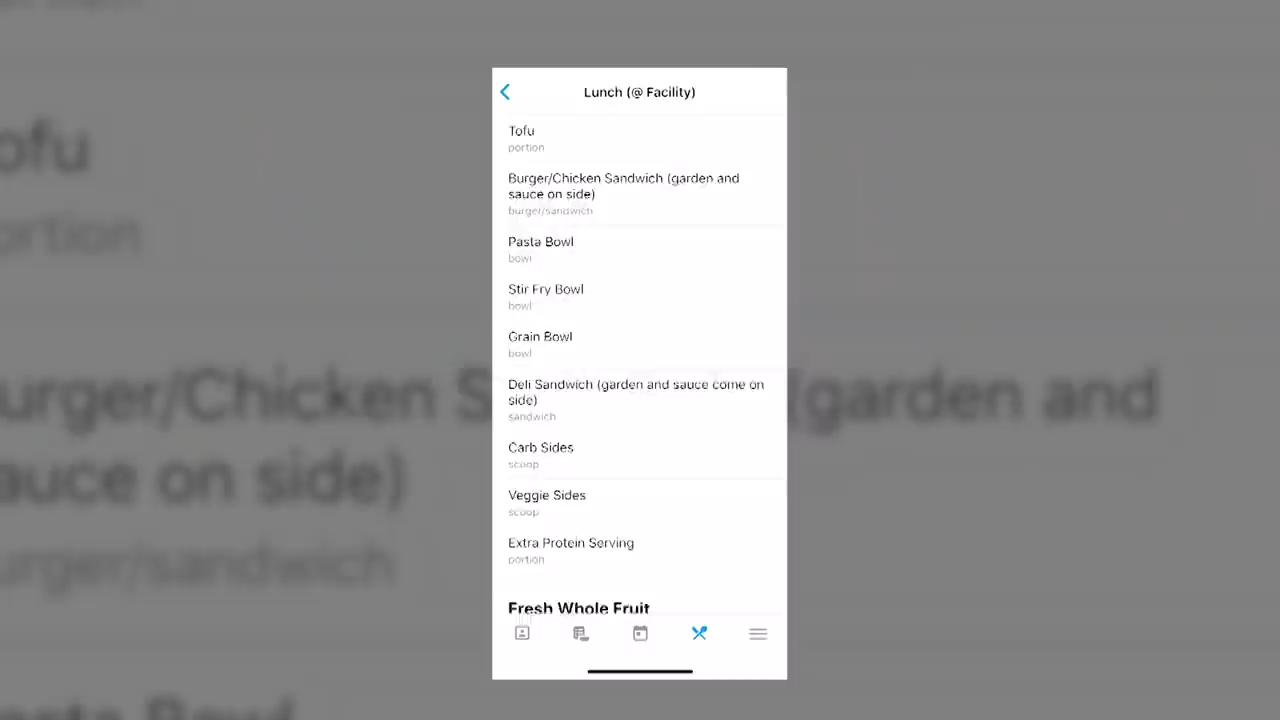 Lunch (@ Facility)
Tofu
portion
Burger/Chicken Sandwich (garden and
sauce on side)
burger/sandwich
Pasta Bowl
bowl
Stir Fry Bowl
bowl
Grain Bowl
bowl
Deli Sandwich (garden and sauce come on
side)
sandwich
Carb Sides
scoop
Veggie Sides
scoop
Extra Protein Serving
portion
Fresh Whole Fruit